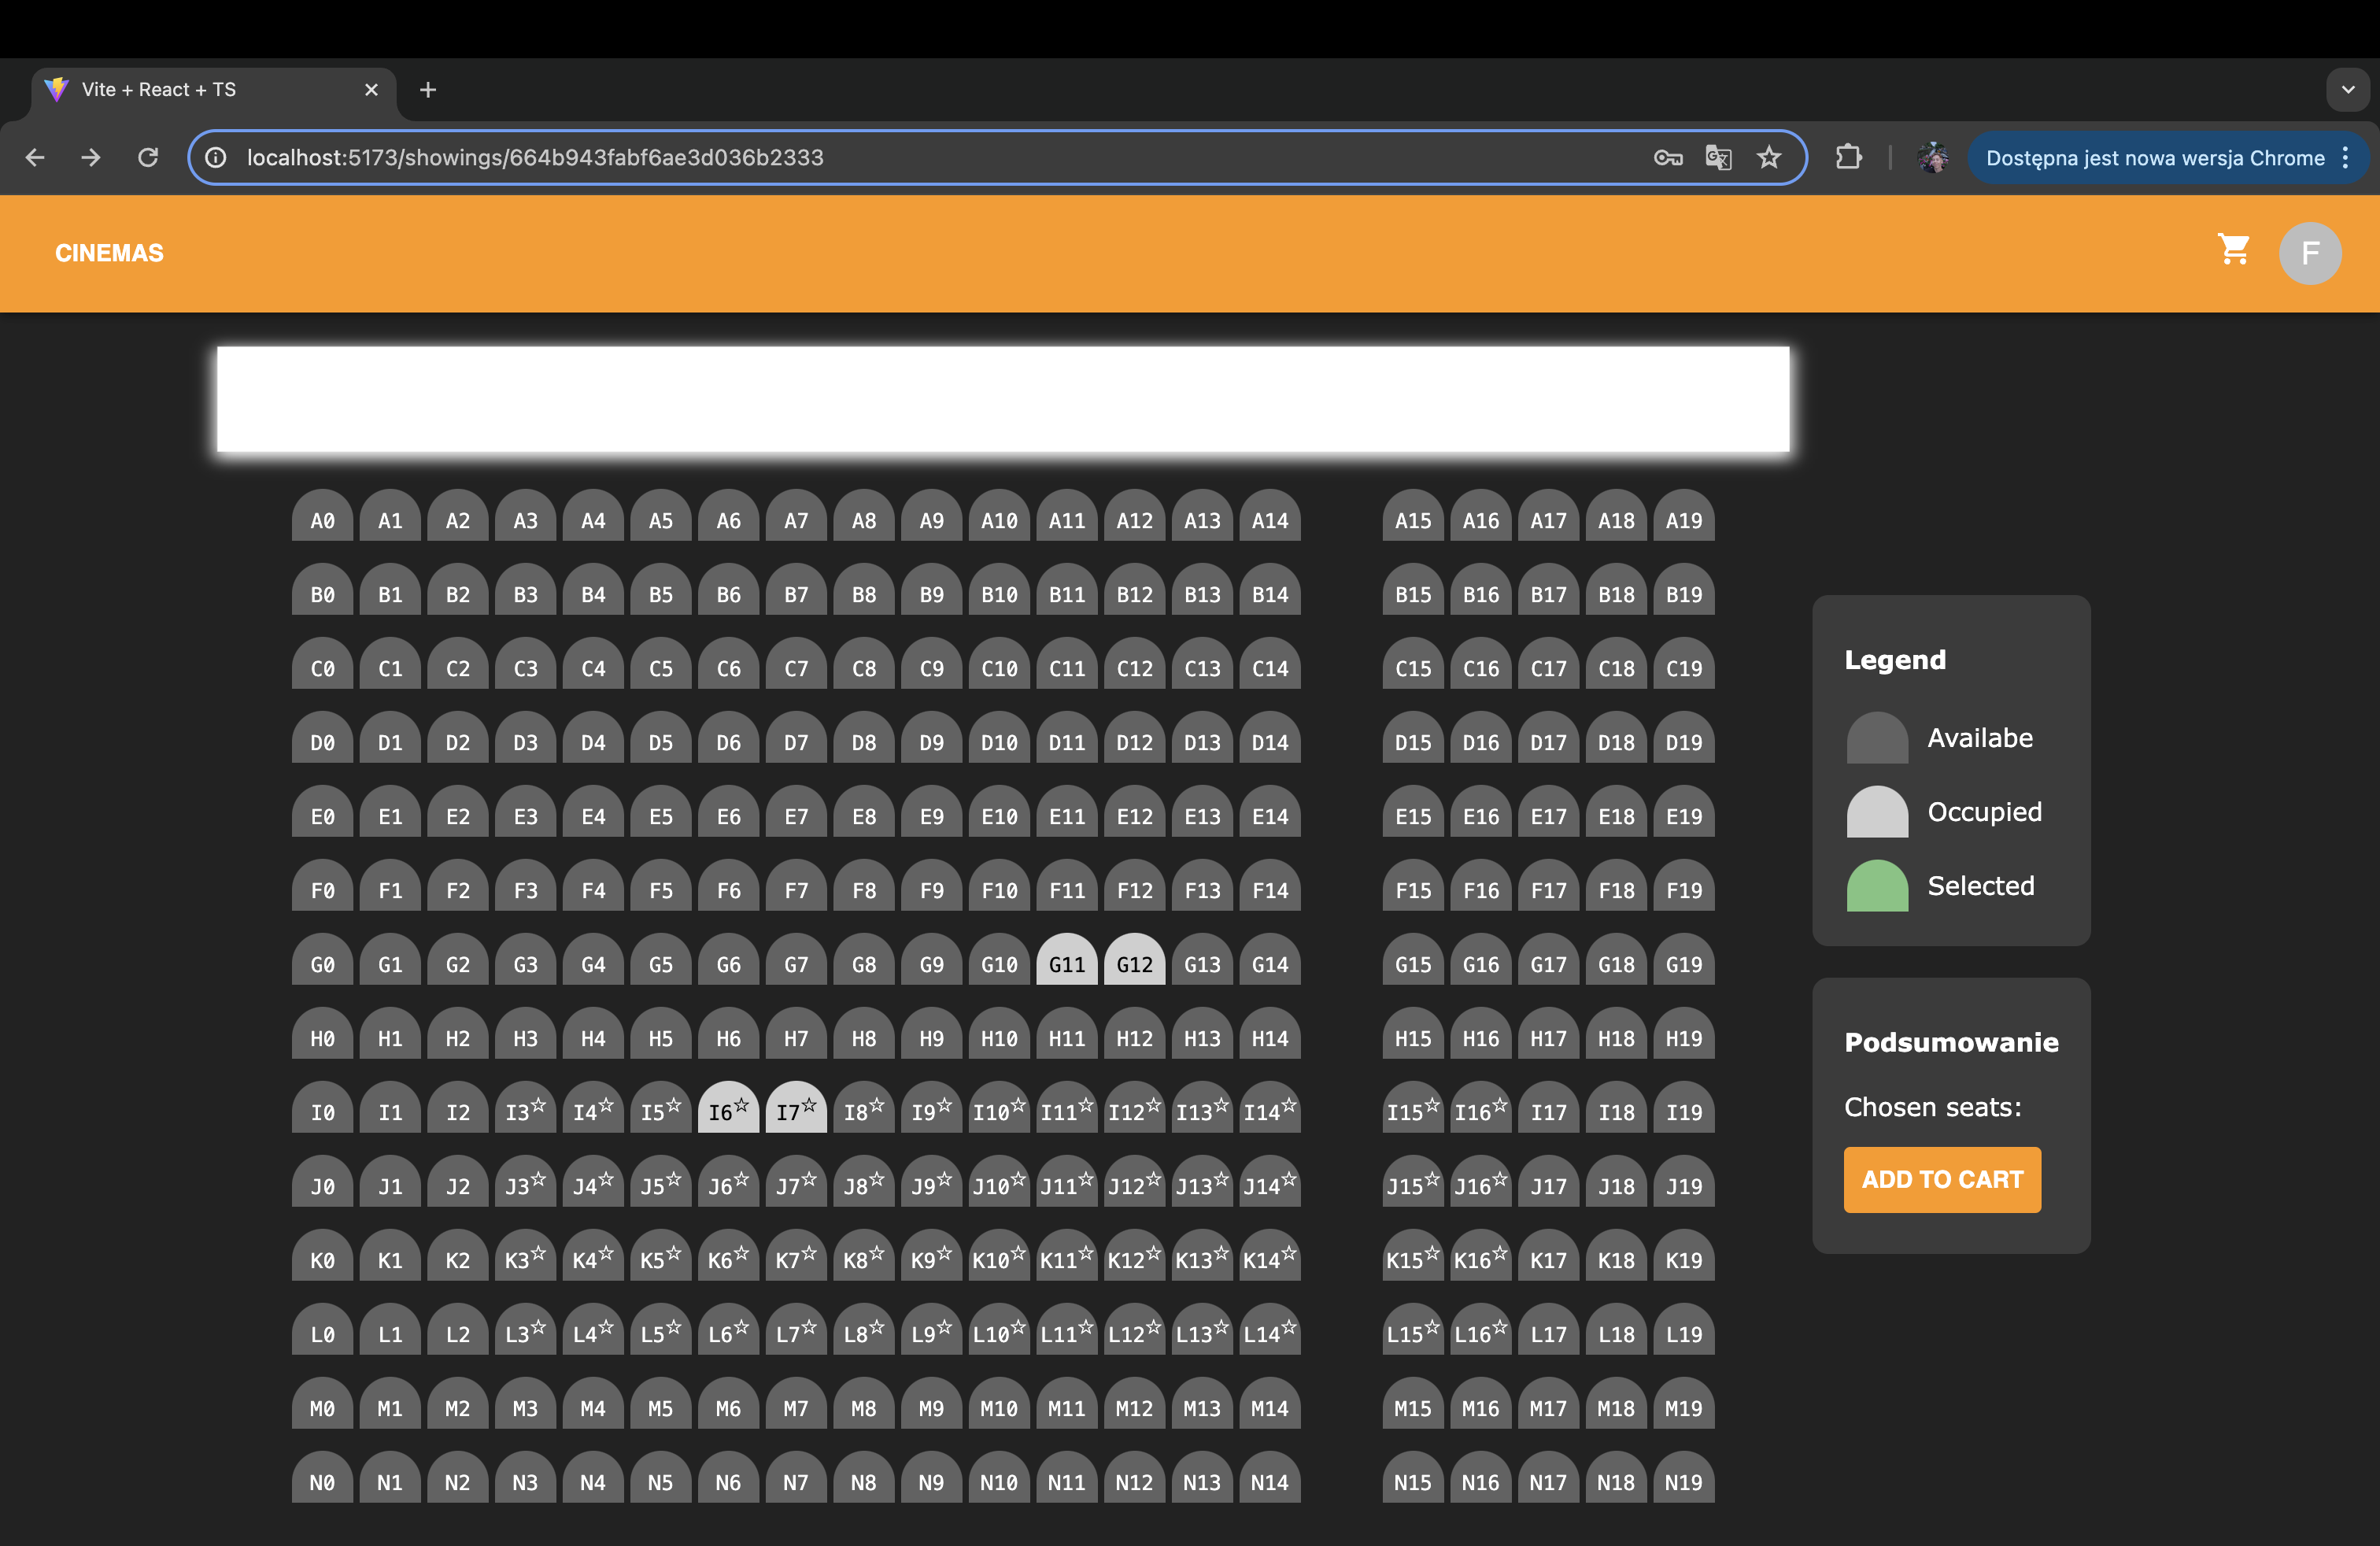 Vite + React + TS
localhost:5173/showings/664b943fabf6ae3d036b2333
Dostępna jest nowa wersja Chrome
CINEMAS
F
A0 A1 A2 A3 A4 A5 A6 A7 A8 A9 A10 A11 A12 A13 A14 A15 A16 A17 A18 A19
B0 B1 B2 B3 B4 B5 B6 B7 B8 B9 B10 B11 B12 B13 B14 B15 B16 B17 B18 B19
C0 C1 C2 C3 C4 C5 C6 C7 C8 C9 C10 C11 C12 C13 C14 C15 C16 C17 C18 C19
D0 D1 D2 D3 D4 D5 D6 D7 D8 D9 D10 D11 D12 D13 D14 D15 D16 D17 D18 D19
E0 E1 E2 E3 E4 E5 E6 E7 E8 E9 E10 E11 E12 E13 E14 E15 E16 E17 E18 E19
F0 F1 F2 F3 F4 F5 F6 F7 F8 F9 F10 F11 F12 F13 F14 F15 F16 F17 F18 F19
G0 G1 G2 G3 G4 G5 G6 G7 G8 G9 G10 G11 G12 G13 G14 G15 G16 G17 G18 G19
H0 H1 H2 H3 H4 H5 H6 H7 H8 H9 H10 H11 H12 H13 H14 H15 H16 H17 H18 H19
I0 I1 I2 I3☆ I4☆ I5☆ I6☆ I7☆ I8☆ I9☆ I10☆ I11☆ I12☆ I13☆ I14☆ I15☆ I16☆ I17 I18 I19
J0 J1 J2 J3☆ J4☆ J5☆ J6☆ J7☆ J8☆ J9☆ J10☆ J11☆ J12☆ J13☆ J14☆ J15☆ J16☆ J17 J18 J19
K0 K1 K2 K3☆ K4☆ K5☆ K6☆ K7☆ K8☆ K9☆ K10☆ K11☆ K12☆ K13☆ K14☆ K15☆ K16☆ K17 K18 K19
L0 L1 L2 L3☆ L4☆ L5☆ L6☆ L7☆ L8☆ L9☆ L10☆ L11☆ L12☆ L13☆ L14☆ L15☆ L16☆ L17 L18 L19
M0 M1 M2 M3 M4 M5 M6 M7 M8 M9 M10 M11 M12 M13 M14 M15 M16 M17 M18 M19
N0 N1 N2 N3 N4 N5 N6 N7 N8 N9 N10 N11 N12 N13 N14 N15 N16 N17 N18 N19
Legend
Availabe
Occupied
Selected
Podsumowanie
Chosen seats:
ADD TO CART